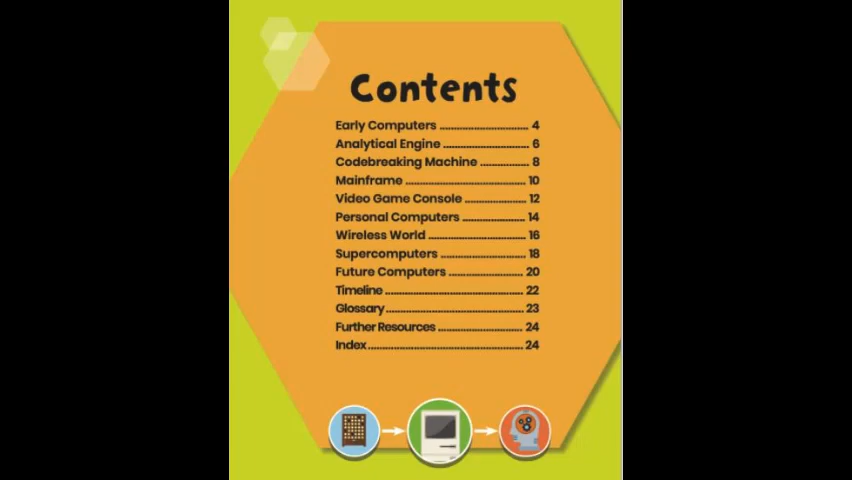 Contents
Early Computers ................................ 4
Analytical Engine .............................. 6
Codebreaking Machine .................. 8
Mainframe ........................................... 10
Video Game Console ...................... 12
Personal Computers ...................... 14
Wireless World ................................... 16
Supercomputers .............................. 18
Future Computers ........................... 20
Timeline ................................................. 22
Glossary ................................................ 23
Further Resources .............................. 24
Index ....................................................... 24